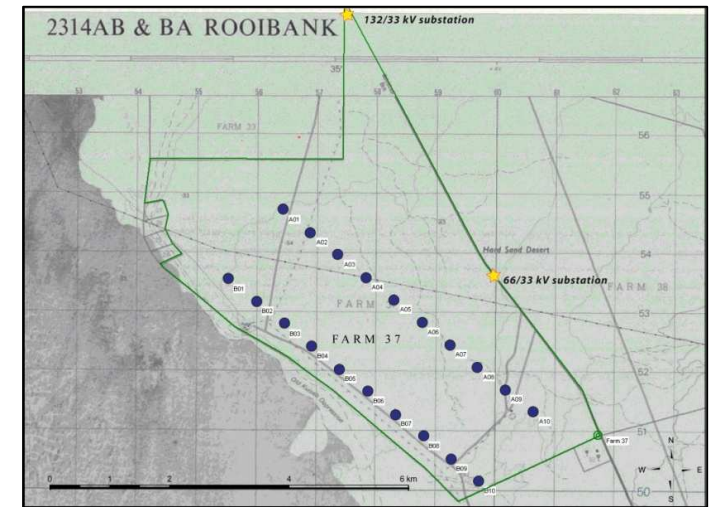 2314AB & BA ROOIBANK
132/33 kV substation
35'
53
54
55
56
57
58
59
60
61
62
FARM 33
56
55
54
53
52
51
50
A01
A02
A03
A04
A05
A06
A07
A08
A09
A10
Hard Sand Desert
66/33 kV substation
FARM 38
B01
B02
B03
B04
B05
B06
B07
B08
B09
B10
FARM 37
Farm 37
N
W
E
S
0
2
4
6 km